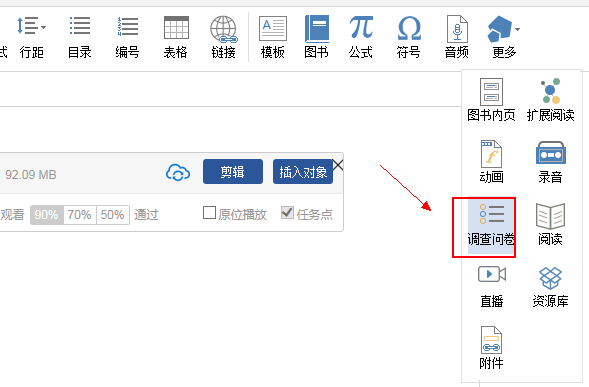 式 行距 目录 编号 表格 链接 模板 图书 公式 符号 音频 更多
图书内页 扩展阅读
92.09 MB 剪辑 插入对象
动画 录音
观看 90% 70% 50% 通过 原位播放 任务点
调查问卷 阅读
直播 资源库
附件